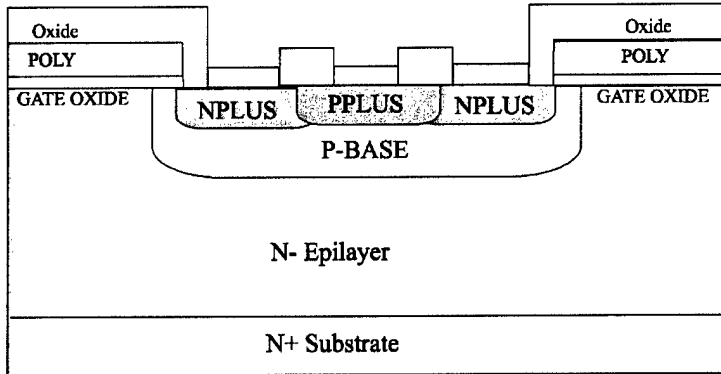 Oxide
Oxide
POLY
POLY
GATE OXIDE
NPLUS
PPLUS
NPLUS
GATE OXIDE
P-BASE
N- Epilayer
N+ Substrate